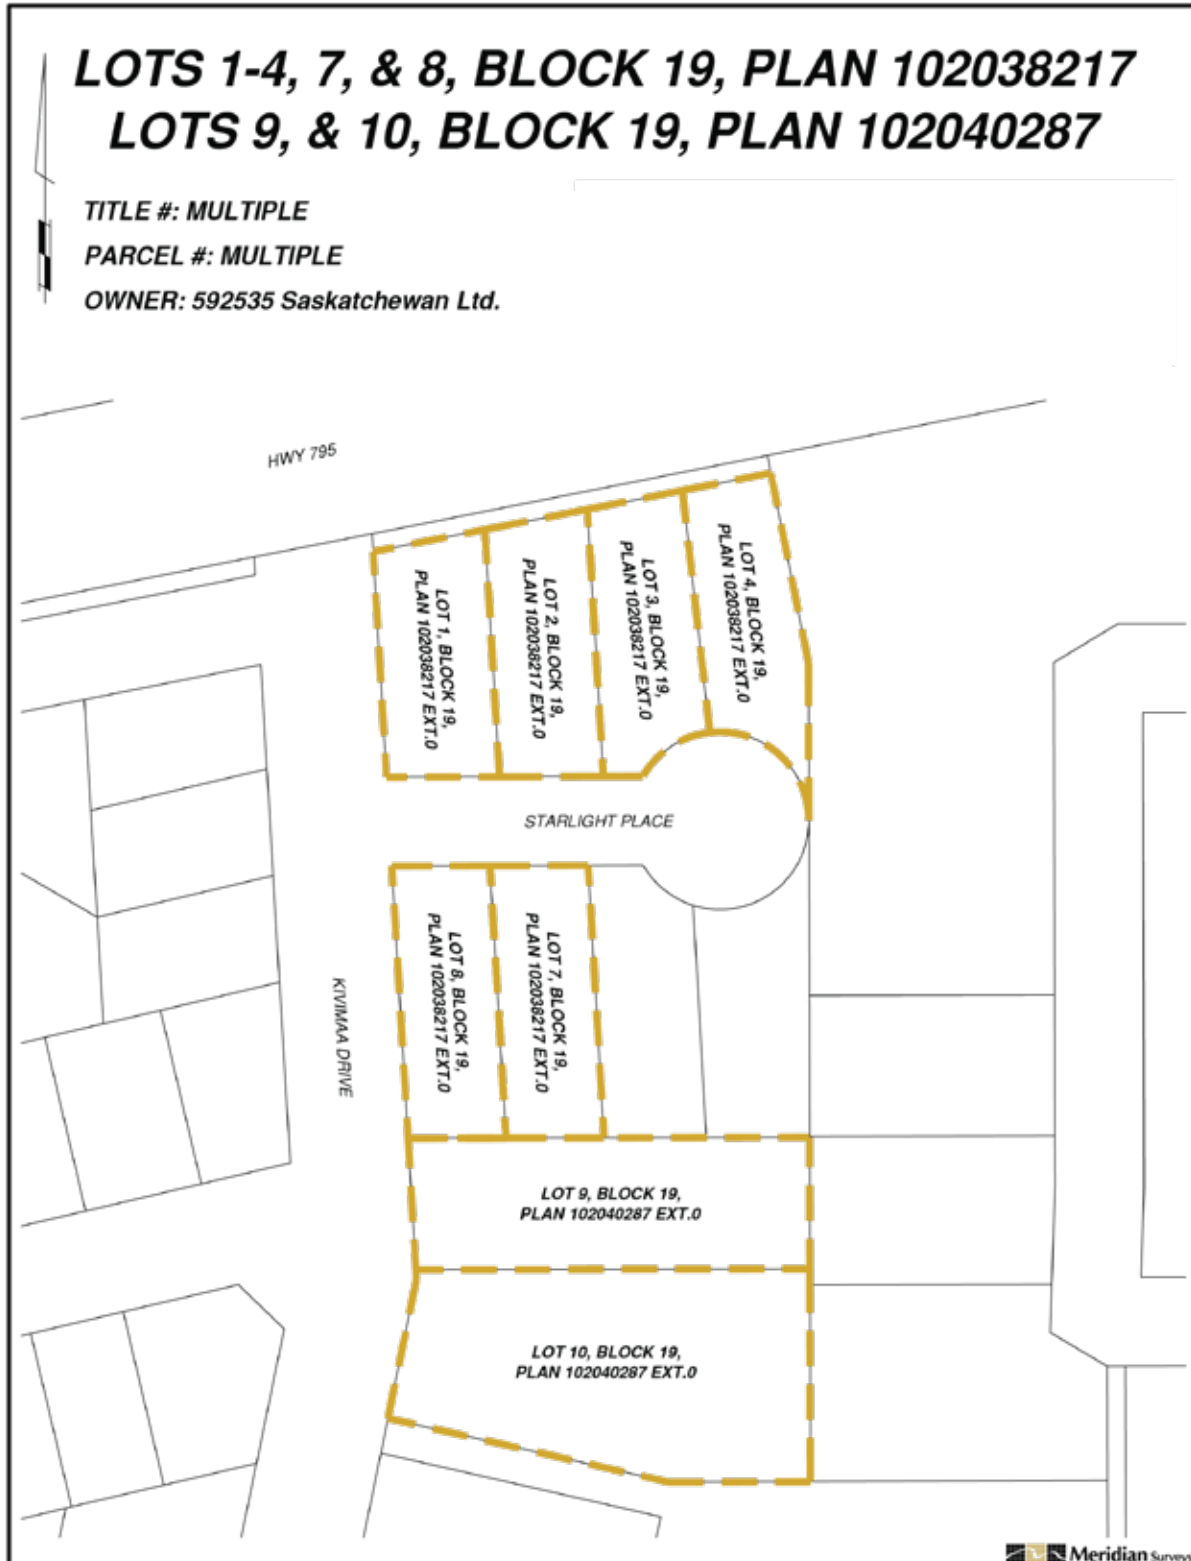 LOTS 1-4, 7, & 8, BLOCK 19, PLAN 102038217
LOTS 9, & 10, BLOCK 19, PLAN 102040287
TITLE #: MULTIPLE
PARCEL #: MULTIPLE
OWNER: 592535 Saskatchewan Ltd.
HWY 795
LOT 1, BLOCK 19,
PLAN 102038217 EXT.0
LOT 2, BLOCK 19,
PLAN 102038217 EXT.0
LOT 3, BLOCK 19,
PLAN 102038217 EXT.0
LOT 4, BLOCK 19,
PLAN 102038217 EXT.0
STARLIGHT PLACE
KIVIMAA DRIVE
LOT 8, BLOCK 19,
PLAN 102038217 EXT.0
LOT 7, BLOCK 19,
PLAN 102038217 EXT.0
LOT 9, BLOCK 19,
PLAN 102040287 EXT.0
LOT 10, BLOCK 19,
PLAN 102040287 EXT.0
Meridian Surveys